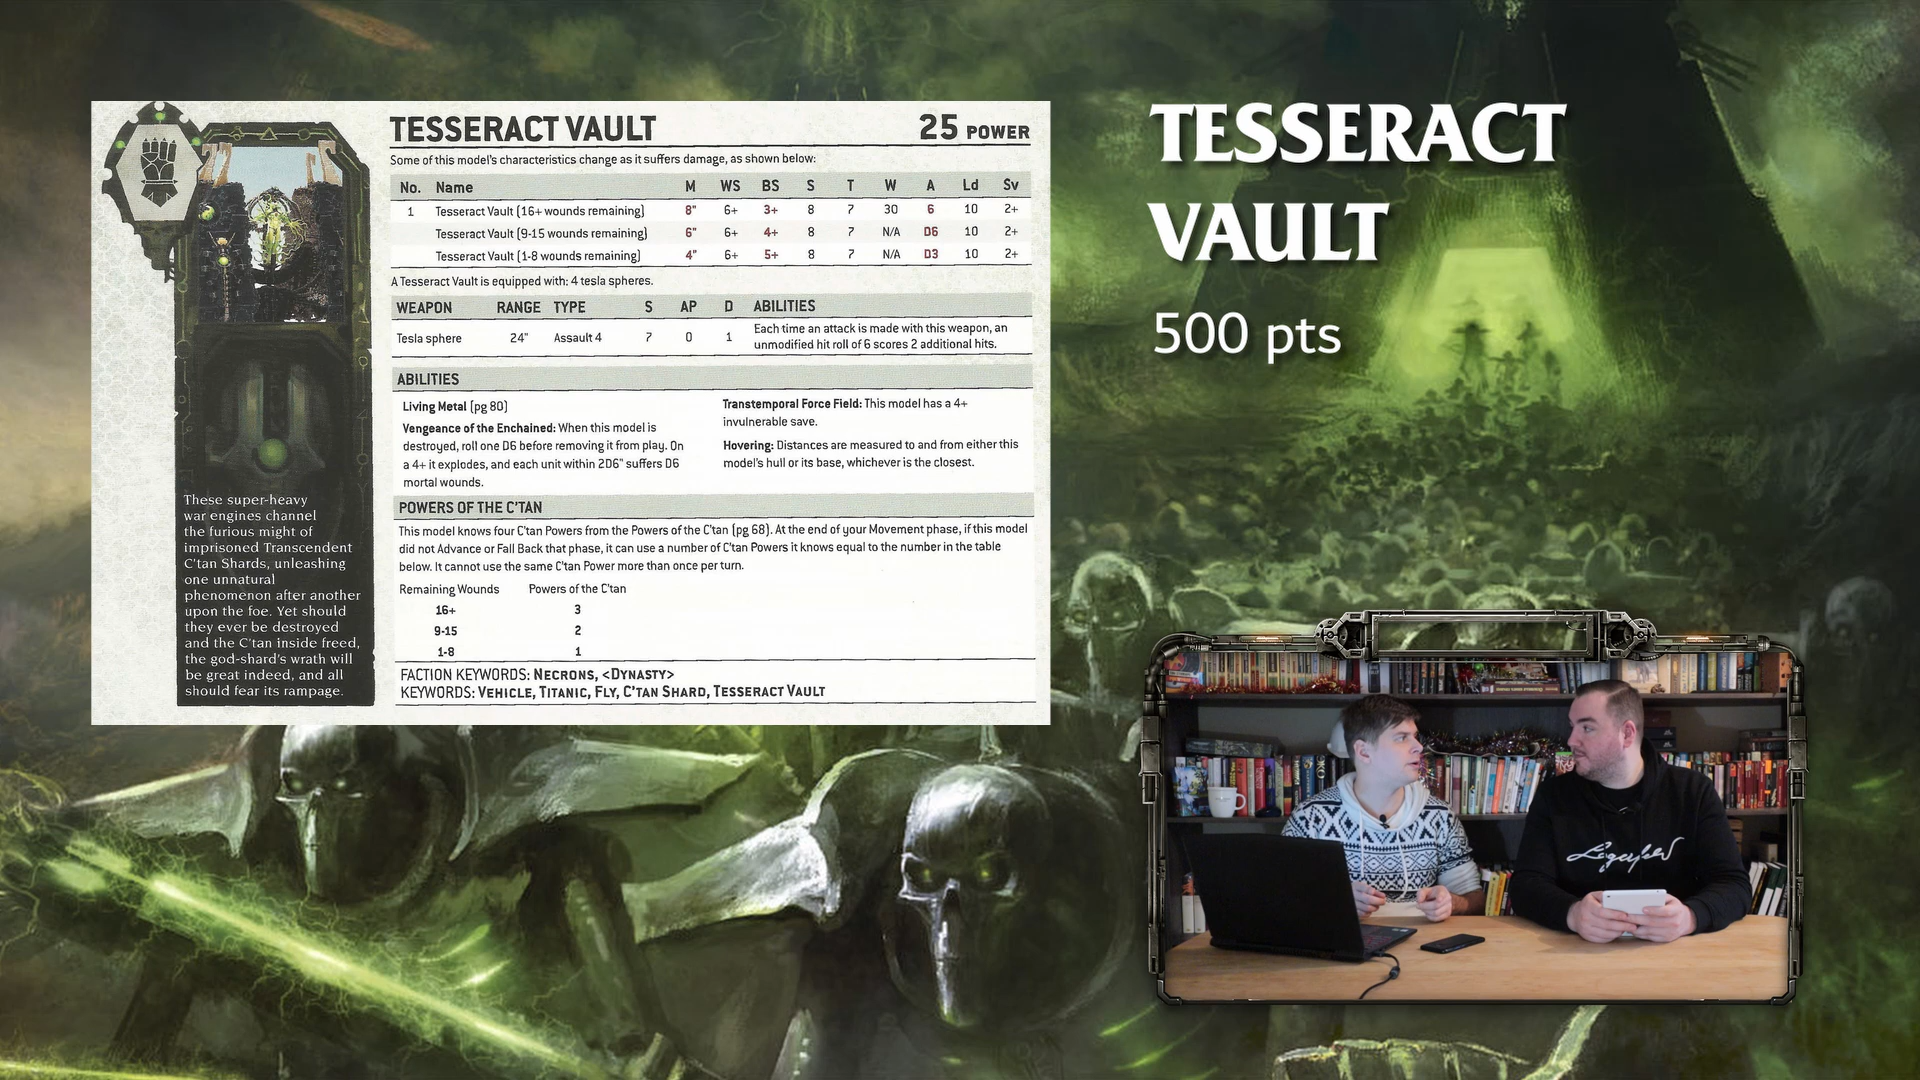 TESSERACT VAULT
25 POWER
Some of this model's characteristics change as it suffers damage, as shown below:
No. Name M WS BS S T W A Ld Sv
1 Tesseract Vault (16+ wounds remaining) 8" 6+ 3+ 8 7 30 6 10 2+
Tesseract Vault (9-15 wounds remaining) 6" 6+ 4+ 8 7 N/A D6 10 2+
Tesseract Vault (1-8 wounds remaining) 4" 6+ 5+ 8 7 N/A D3 10 2+
A Tesseract Vault is equipped with: 4 tesla spheres.
WEAPON RANGE TYPE S AP D ABILITIES
Tesla sphere 24" Assault 4 7 0 1 Each time an attack is made with this weapon, an
unmodified hit roll of 6 scores 2 additional hits.
ABILITIES
Living Metal (pg 80)
Vengeance of the Enchained: When this model is
destroyed, roll one D6 before removing it from play. On
a 4+ it explodes, and each unit within 2D6" suffers D6
mortal wounds.
Transtemporal Force Field: This model has a 4+
invulnerable save.
Hovering: Distances are measured to and from either this
model's hull or its base, whichever is the closest.
POWERS OF THE C'TAN
This model knows four C'tan Powers from the Powers of the C'tan (pg 68). At the end of your Movement phase, if this model
did not Advance or Fall Back that phase, it can use a number of C'tan Powers it knows equal to the number in the table
below. It cannot use the same C'tan Power more than once per turn.
Remaining Wounds Powers of the C'tan
16+ 3
9-15 2
1-8 1
FACTION KEYWORDS: NECRONS, <DYNASTY>
KEYWORDS: VEHICLE, TITANIC, FLY, C'TAN SHARD, TESSERACT VAULT
These super-heavy
war engines channel
the furious might of
imprisoned Transcendent
C'tan Shards, unleashing
one unnatural
phenomenon after another
upon the foe. Yet should
they ever be destroyed
and the C'tan inside freed,
the god-shard's wrath will
be great indeed, and all
should fear its rampage.
TESSERACT
VAULT
500 pts